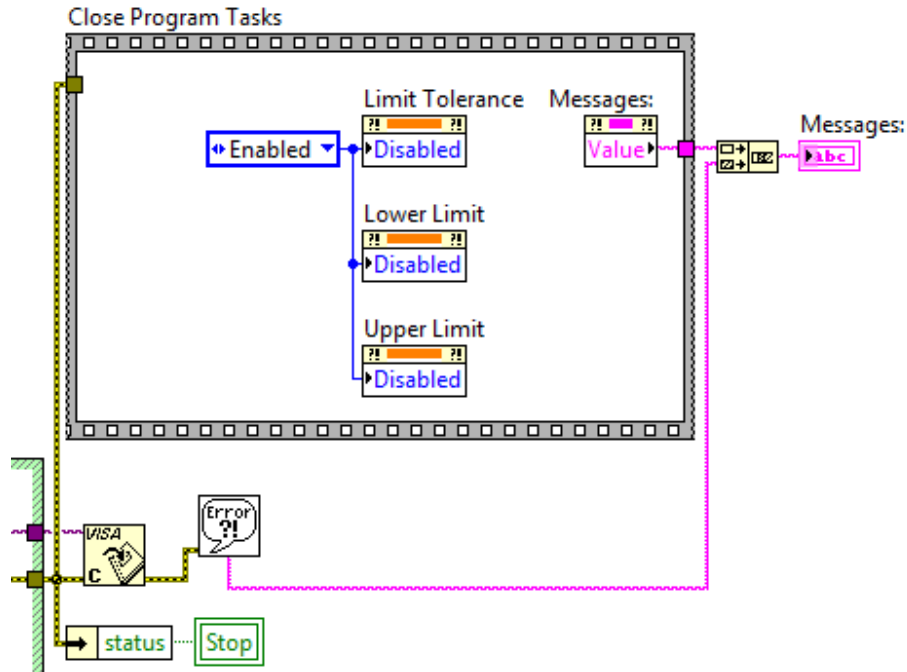 Close Program Tasks
Limit Tolerance
Messages:
Enabled
?! ?!
Disabled
?! ?!
Value
Messages:
abc
Lower Limit
?! ?!
Disabled
Upper Limit
?! ?!
Disabled
VISA
C
Error
?!
status
Stop